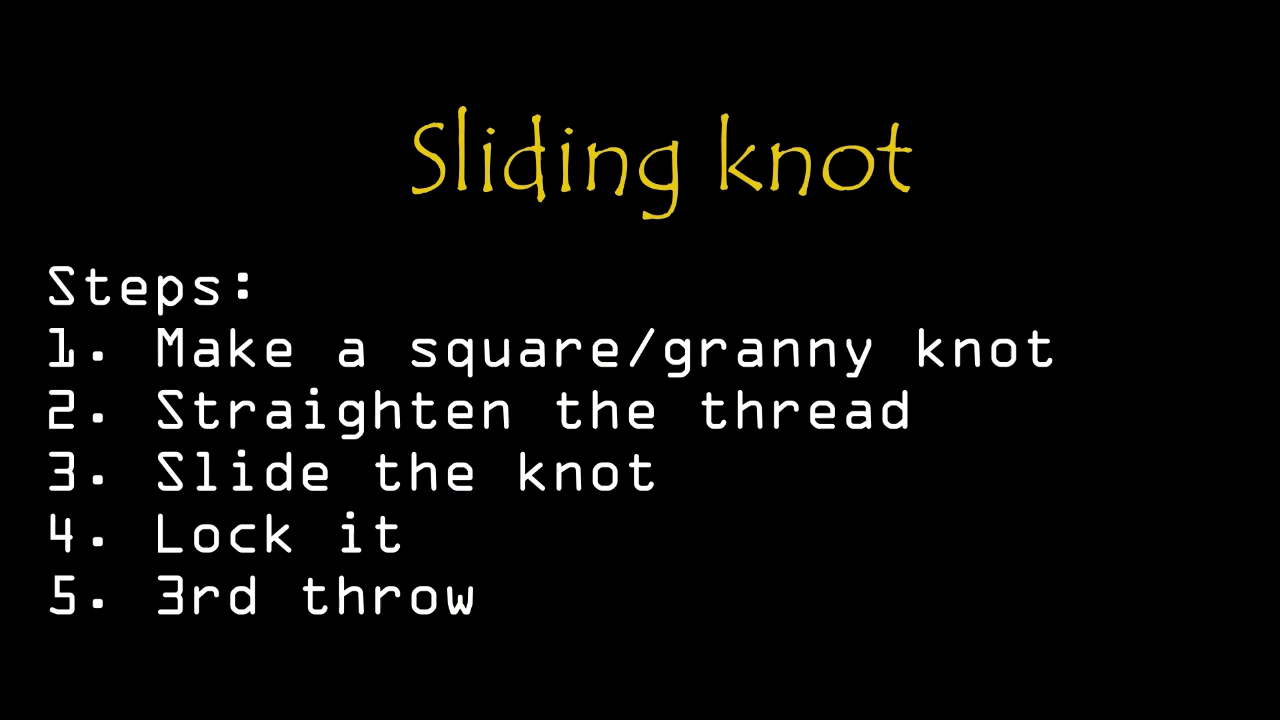 Sliding knot
Steps:
1. Make a square/granny knot
2. Straighten the thread
3. Slide the knot
4. Lock it
5. 3rd throw